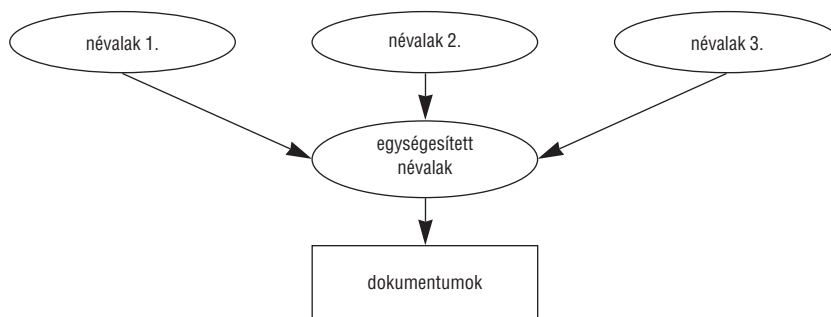 névalak 1.
névalak 2.
névalak 3.
egységesített
névalak
dokumentumok